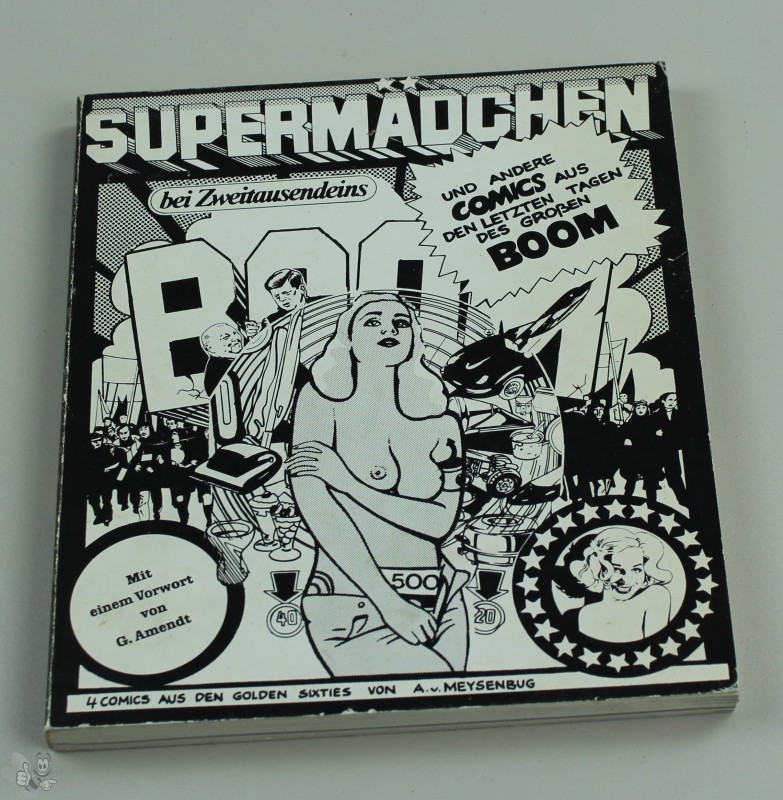 SUPERMÄDCHEN
bei Zweitausendeins
UND ANDERE
COMICS AUS
DEN LETZTEN TAGEN
DES GROßEN
BOOM
BOO
500
40
20
Mit
einem Vorwort
von
G. Amendt
4 COMICS AUS DEN GOLDEN SIXTIES VON A.v. MEYSENBUG